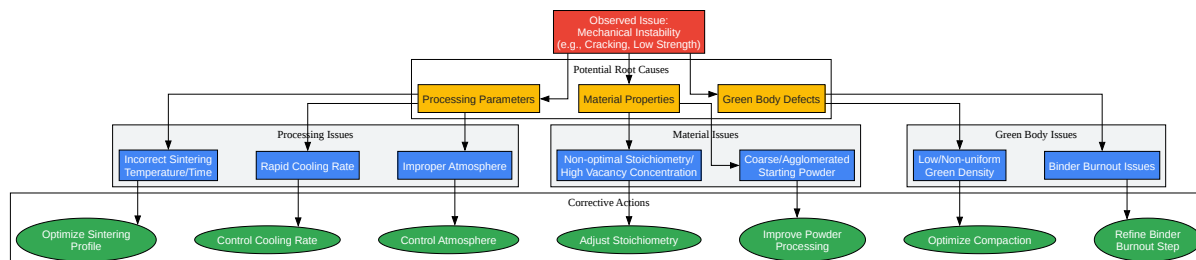 Observed Issue:
Mechanical Instability
(e.g., Cracking, Low Strength)
Potential Root Causes
Processing Parameters
Material Properties
Green Body Defects
Processing Issues
Material Issues
Green Body Issues
Incorrect Sintering
Temperature/Time
Rapid Cooling Rate
Improper Atmosphere
Non-optimal Stoichiometry/
High Vacancy Concentration
Coarse/Agglomerated
Starting Powder
Low/Non-uniform
Green Density
Binder Burnout Issues
Corrective Actions
Optimize Sintering
Profile
Control Cooling Rate
Control Atmosphere
Adjust Stoichiometry
Improve Powder
Processing
Optimize Compaction
Refine Binder
Burnout Step